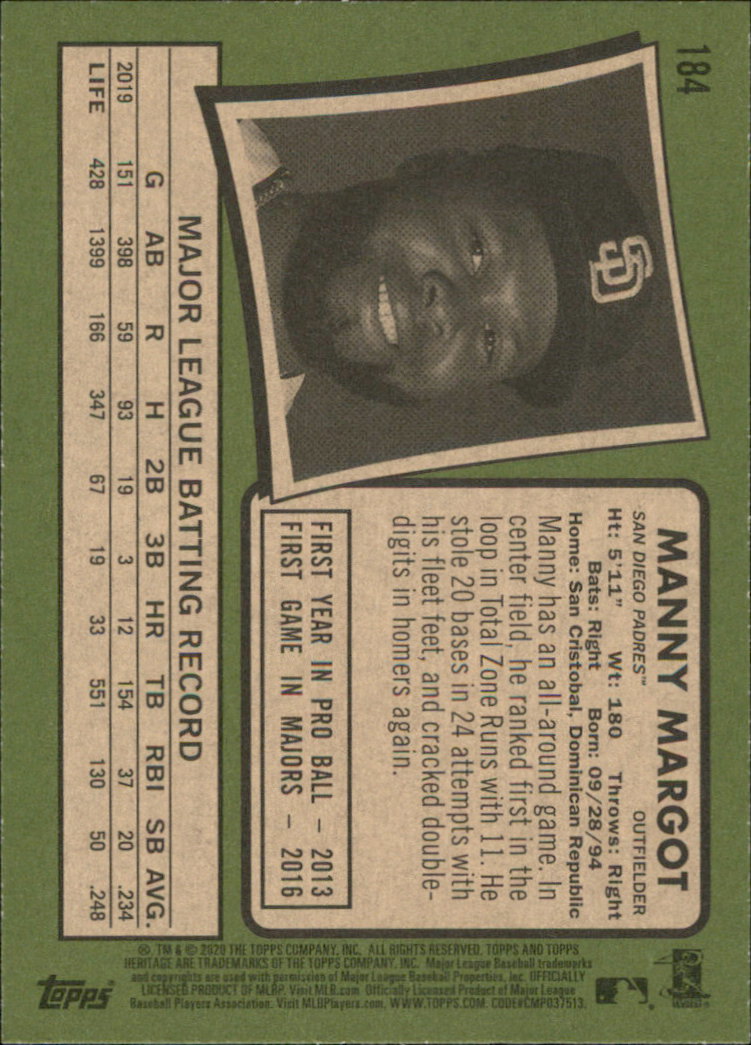 184
SD
MANNY MARGOT
SAN DIEGO PADRES™ OUTFIELDER
Ht: 5'11" Wt: 180 Throws: Right
Bats: Right Born: 09/28/94
Home: San Cristobal, Dominican Republic
Manny has an all-around game. In
center field, he ranked first in the
loop in Total Zone Runs with 11. He
stole 20 bases in 24 attempts with
his fleet feet, and cracked double-
digits in homers again.
FIRST YEAR IN PRO BALL – 2013
FIRST GAME IN MAJORS – 2016
MAJOR LEAGUE BATTING RECORD
G AB R H 2B 3B HR TB RBI SB AVG.
2019 151 398 59 93 19 3 12 154 37 20 .234
LIFE 428 1399 166 347 67 19 33 551 130 50 .248
® TM & © 2020 THE TOPPS COMPANY, INC. ALL RIGHTS RESERVED. TOPPS AND TOPPS
HERITAGE ARE TRADEMARKS OF THE TOPPS COMPANY, INC. Major League Baseball trademarks
and copyrights are used with permission of Major League Baseball Properties, Inc. OFFICIALLY
LICENSED PRODUCT OF MLBP. Visit MLB.com. Officially Licensed Product of Major League
Baseball Players Association. Visit MLBPlayers.com. WWW.TOPPS.COM. CODE#CMP037513.
topps